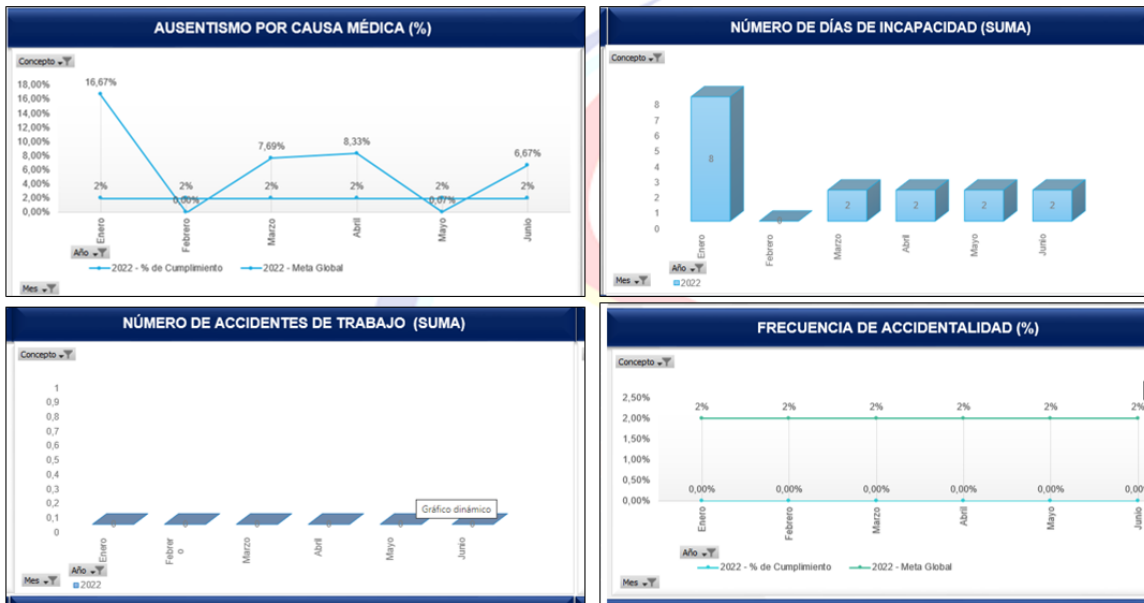 AUSENTISMO POR CAUSA MÉDICA (%)
Concepto
18,00%
16,00%
14,00%
12,00%
10,00%
8,00%
6,00%
4,00%
2,00%
0,00%
16,67%
7,69%
8,33%
6,67%
2% 2% 2% 2% 2% 2%
0,00%
0,07%
Enero Febrero Marzo Abril Mayo Junio
Año
2022 - % de Cumplimiento 2022 - Meta Global
Mes
NÚMERO DE DÍAS DE INCAPACIDAD (SUMA)
Concepto
8
7
6
5
4
3
2
1
0
8 0 2 2 2 2
Enero Febrero Marzo Abril Mayo Junio
Año
Mes
2022
NÚMERO DE ACCIDENTES DE TRABAJO (SUMA)
Concepto
1
0,9
0,8
0,7
0,6
0,5
0,4
0,3
0,2
0,1
0
Gráfico dinámico
0 0 0 0 0 0
Enero Febrer
o Marzo Abril Mayo Junio
Año
Mes
2022
FRECUENCIA DE ACCIDENTALIDAD (%)
Concepto
2,50%
2,00%
1,50%
1,00%
0,50%
0,00%
2% 2% 2% 2% 2% 2%
0,00% 0,00% 0,00% 0,00% 0,00% 0,00
Enero Febrero Marzo Abril Mayo Junio
Año
2022 - % de Cumplimiento 2022 - Meta Global
Mes